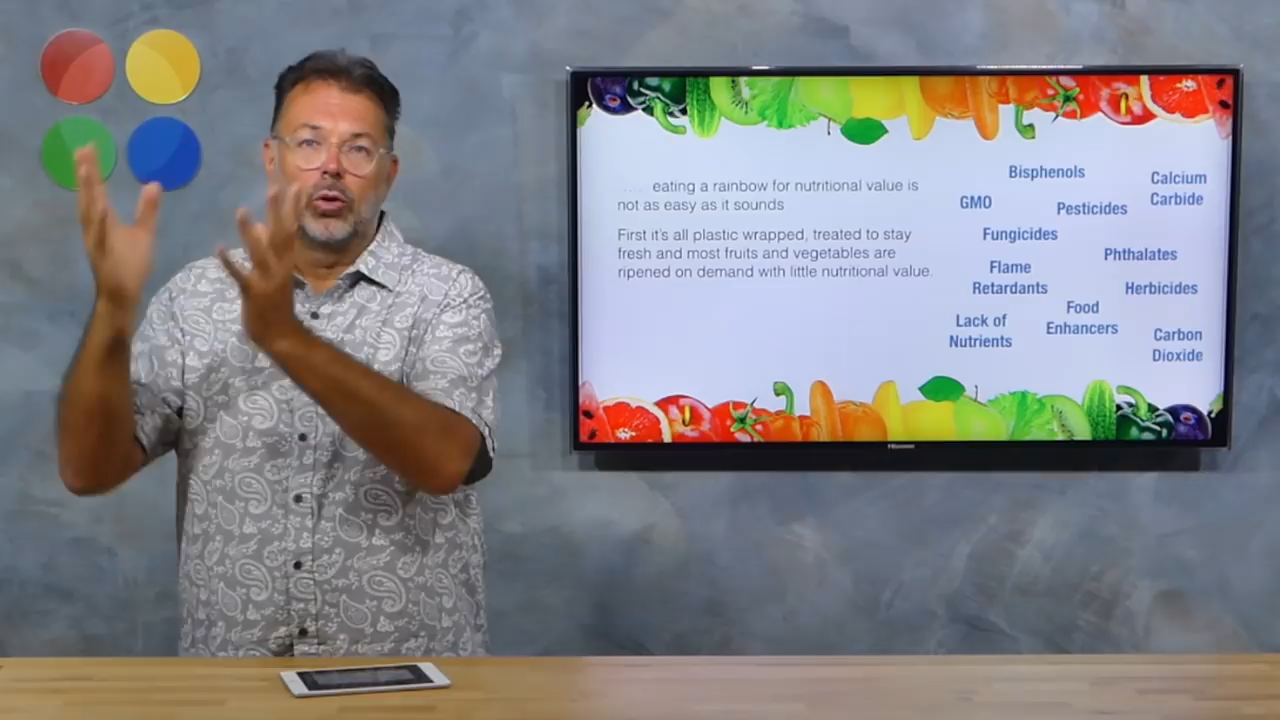 eating a rainbow for nutritional value is
not as easy as it sounds
First it's all plastic wrapped, treated to stay
fresh and most fruits and vegetables are
ripened on demand with little nutritional value.
Bisphenols
Calcium
Carbide
GMO
Pesticides
Fungicides
Phthalates
Flame
Retardants
Herbicides
Food
Enhancers
Lack of
Nutrients
Carbon
Dioxide
Hisense